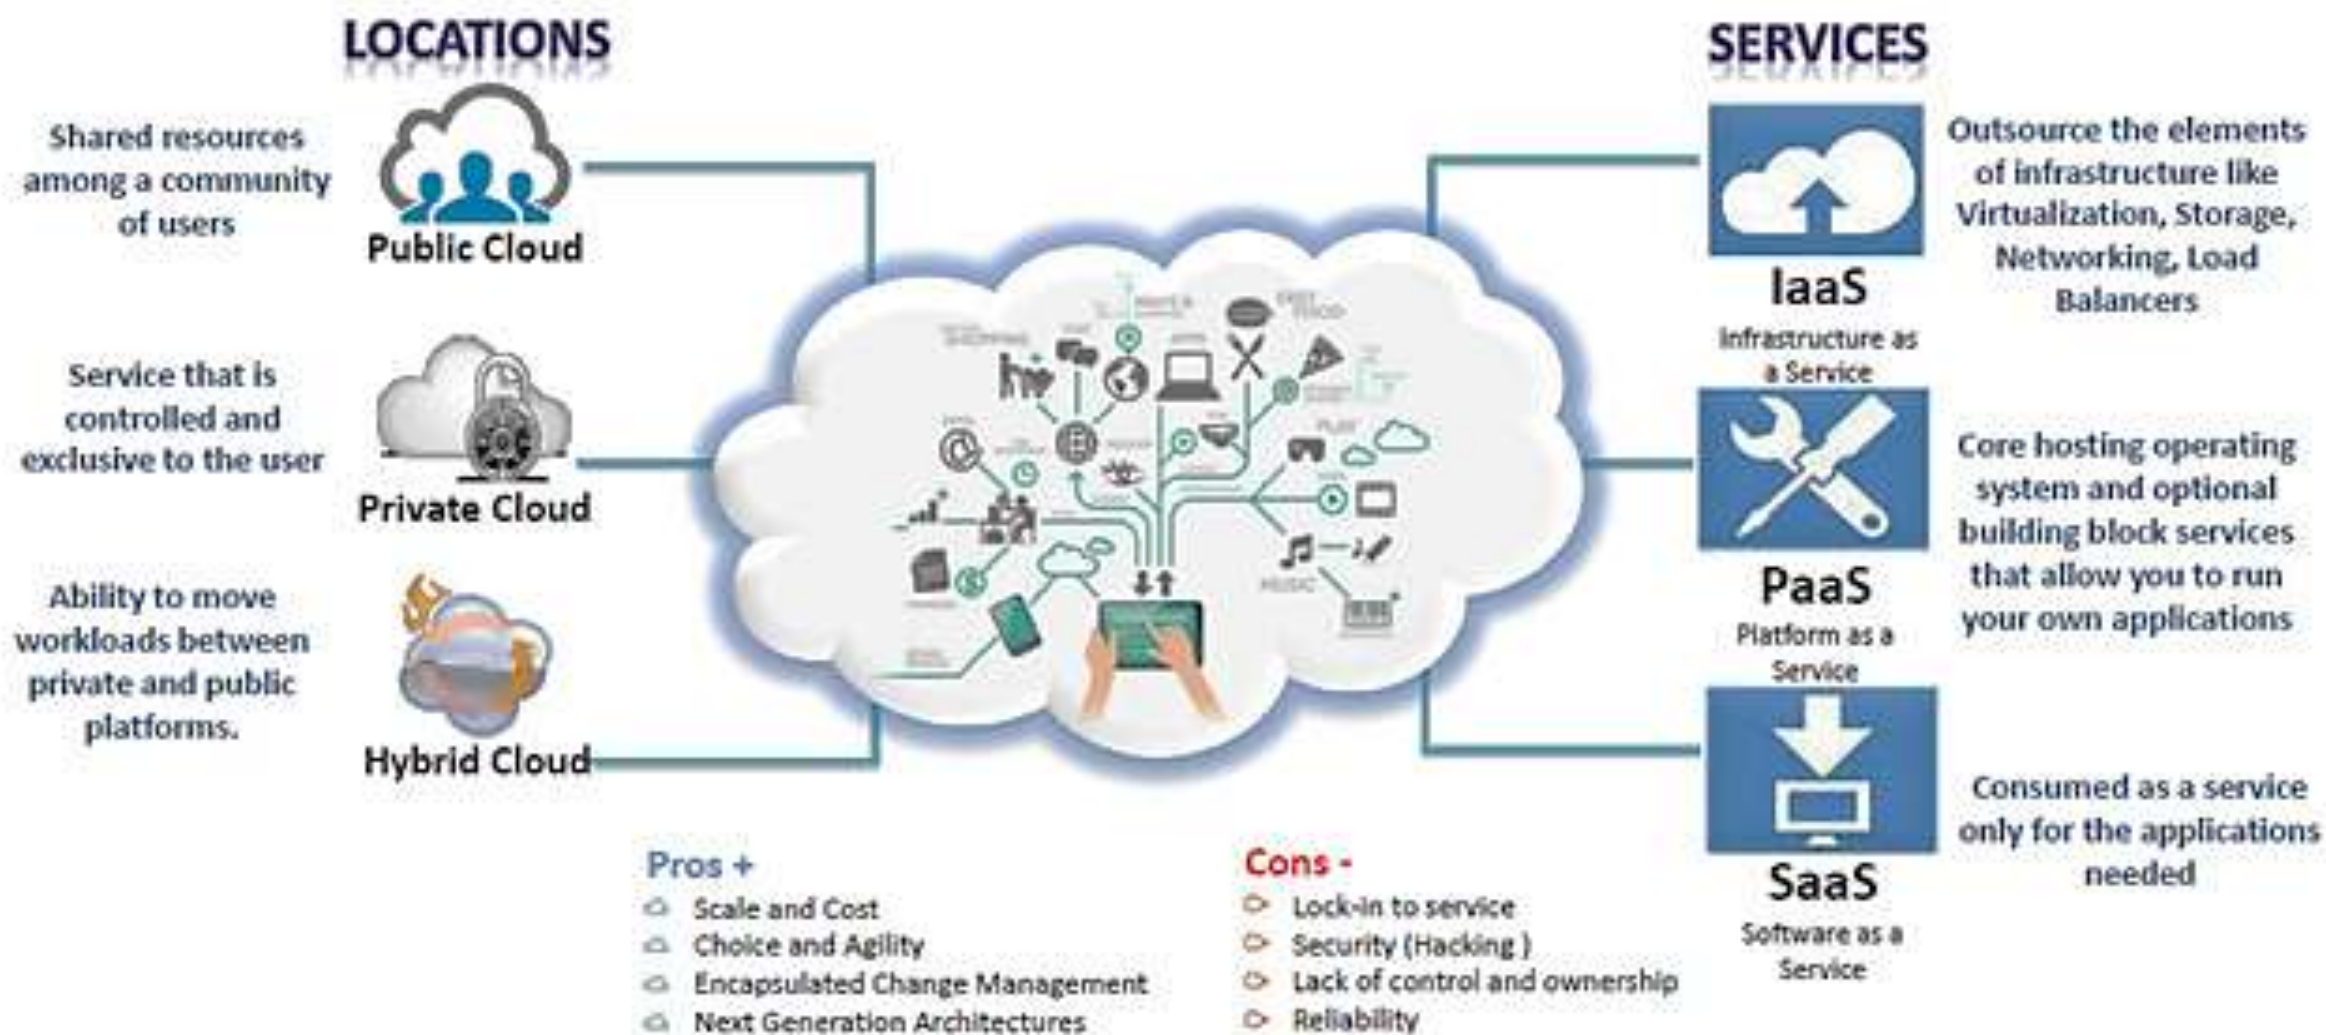 LOCATIONS
Shared resources
among a community
of users
Public Cloud
Service that is
controlled and
exclusive to the user
Private Cloud
Ability to move
workloads between
private and public
platforms.
Hybrid Cloud
SHOPPING
FAST
FOOD
PLAY
MUSIC
SERVICES
IaaS
Infrastructure as
a Service
Outsource the elements
of infrastructure like
Virtualization, Storage,
Networking, Load
Balancers
PaaS
Platform as a
Service
Core hosting operating
system and optional
building block services
that allow you to run
your own applications
SaaS
Software as a
Service
Consumed as a service
only for the applications
needed
Pros +
Scale and Cost
Choice and Agility
Encapsulated Change Management
Next Generation Architectures
Cons -
Lock-in to service
Security (Hacking )
Lack of control and ownership
Reliability